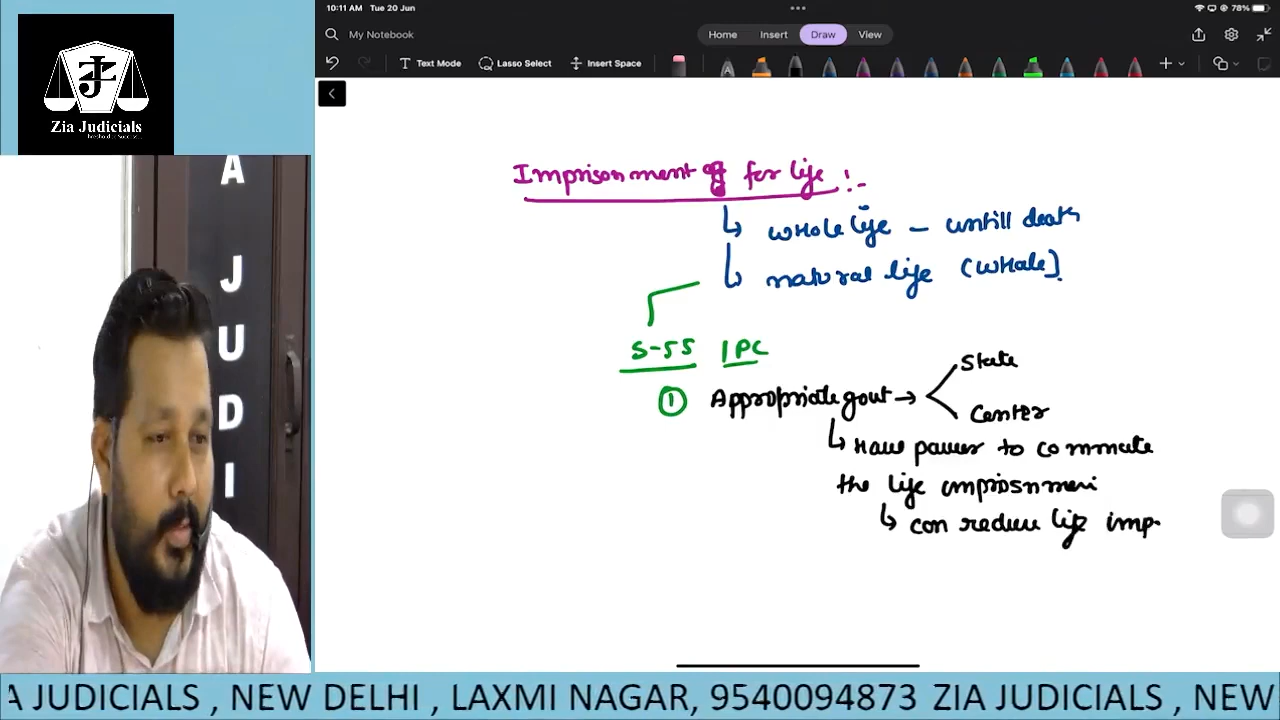 10:11 AM Tue 20 Jun
78%
My Notebook
Home Insert Draw View
Text Mode Lasso Select Insert Space
Zia Judicials
A JUDI
Imprisonment of for life :-
whole life – untill death
natural life (whole)
S-55 IPC
① Appropriate govt → State
Center
Have power to commute
the life imprisonment
can reduce life imp.
A JUDICIALS , NEW DELHI , LAXMI NAGAR, 9540094873 ZIA JUDICIALS , NEW